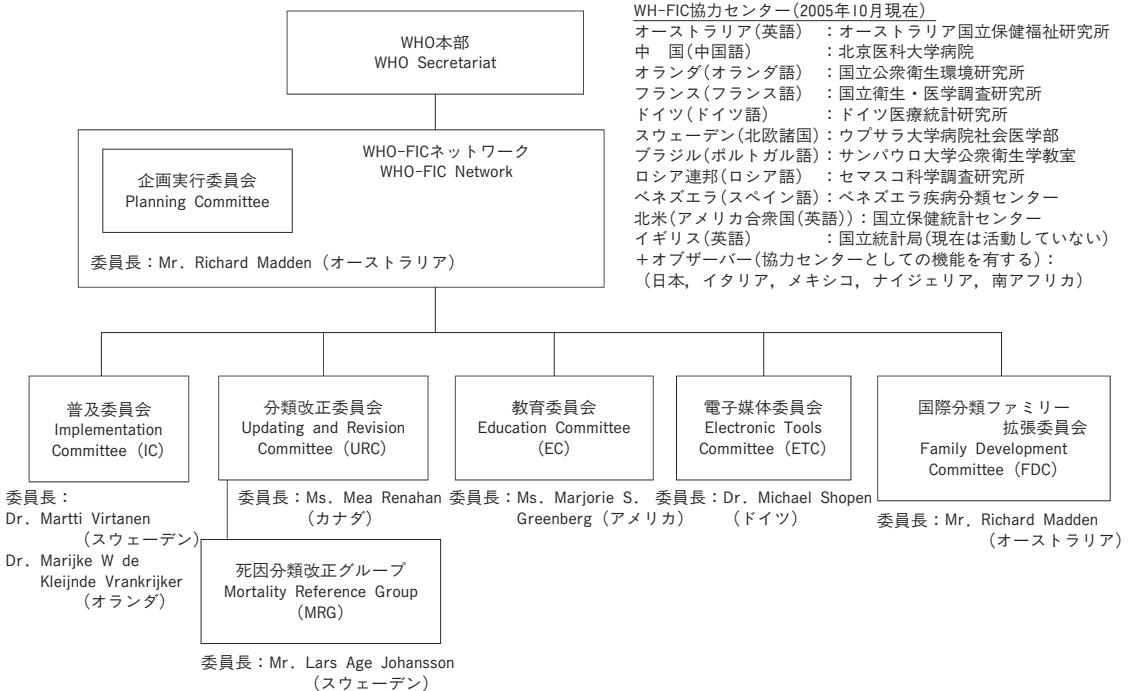 WHO本部
WHO Secretariat
WHO-FICネットワーク
WHO-FIC Network
企画実行委員会
Planning Committee
委員長：Mr. Richard Madden（オーストラリア）
WH-FIC協力センター(2005年10月現在)
オーストラリア(英語)　：オーストラリア国立保健福祉研究所
中　国(中国語)　：北京医科大学病院
オランダ(オランダ語)　：国立公衆衛生環境研究所
フランス(フランス語)　：国立衛生・医学調査研究所
ドイツ(ドイツ語)　：ドイツ医療統計研究所
スウェーデン(北欧諸国)：ウプサラ大学病院社会医学部
ブラジル(ポルトガル語)：サンパウロ大学公衆衛生学教室
ロシア連邦(ロシア語)　：セマスコ科学調査研究所
ベネズエラ(スペイン語)：ベネズエラ疾病分類センター
北米(アメリカ合衆国(英語))：国立保健統計センター
イギリス(英語)　：国立統計局(現在は活動していない)
＋オブザーバー(協力センターとしての機能を有する)：
（日本，イタリア，メキシコ，ナイジェリア，南アフリカ）
普及委員会
Implementation
Committee（IC）
委員長：
Dr. Martti Virtanen
（スウェーデン）
Dr. Marijke W de
Kleijnde Vrankrijker
（オランダ）
分類改正委員会
Updating and Revision
Committee（URC）
委員長：Ms. Mea Renahan
（カナダ）
死因分類改正グループ
Mortality Reference Group
（MRG）
委員長：Mr. Lars Age Johansson
（スウェーデン）
教育委員会
Education Committee
（EC）
委員長：Ms. Marjorie S.
Greenberg（アメリカ）
電子媒体委員会
Electronic Tools
Committee（ETC）
委員長：Dr. Michael Shopen
（ドイツ）
国際分類ファミリー
拡張委員会
Family Development
Committee（FDC）
委員長：Mr. Richard Madden
（オーストラリア）